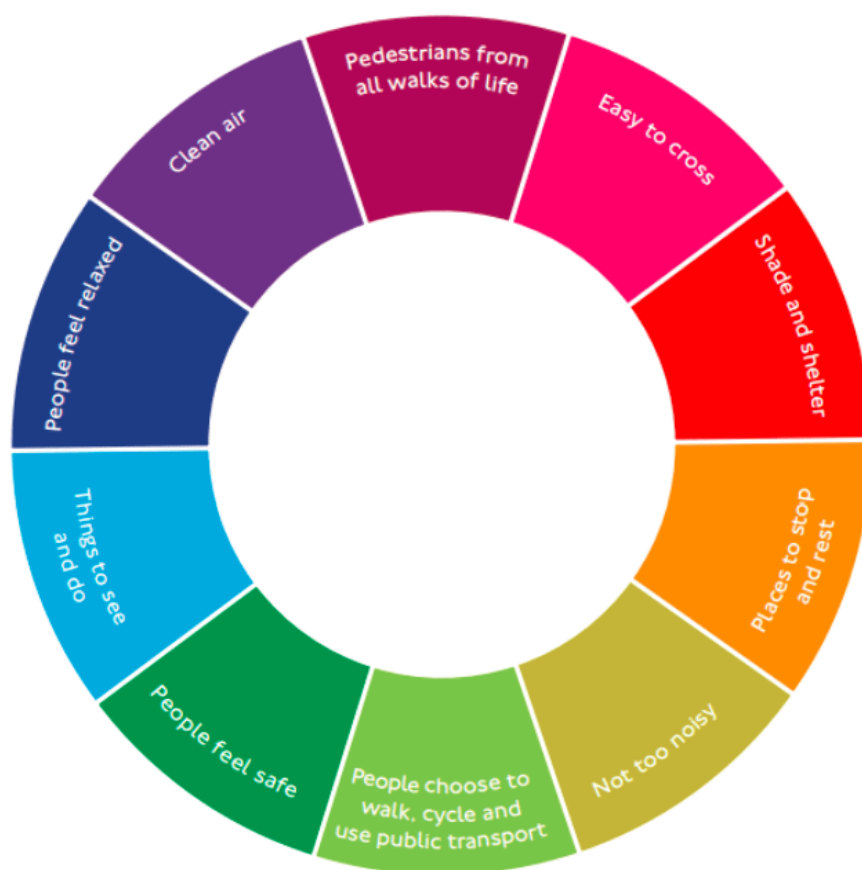 Pedestrians from
all walks of life
Easy to cross
Shade and shelter
Places to stop
and rest
Not too noisy
People choose to
walk, cycle and
use public transport
People feel safe
Things to see
and do
People feel relaxed
Clean air